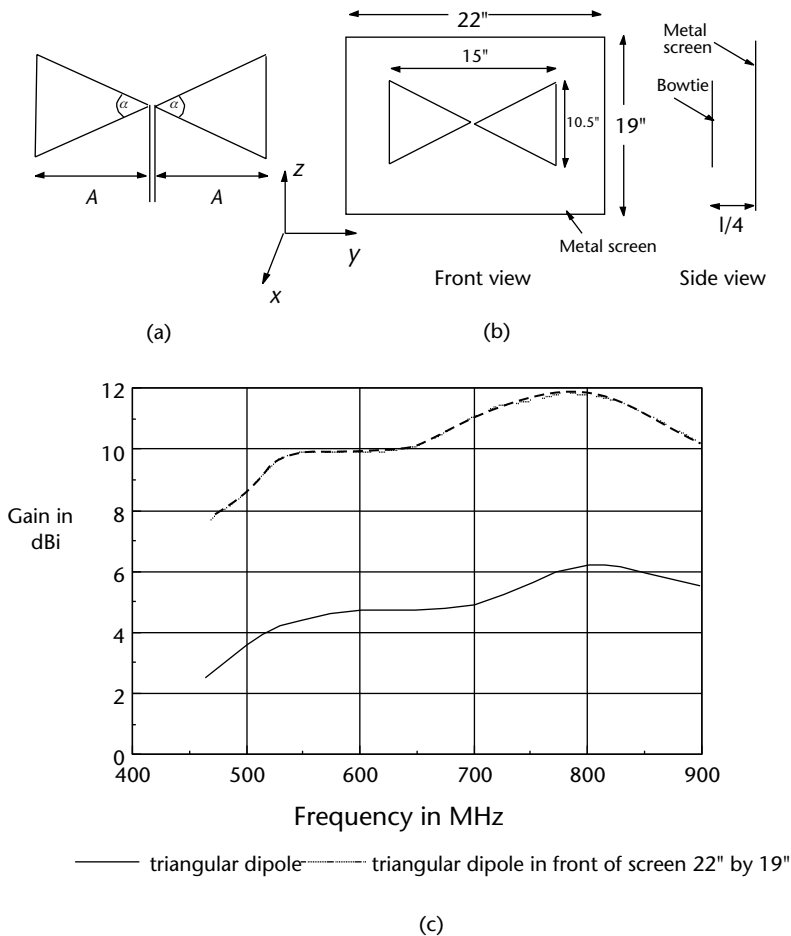 α
α
A
A
z
y
x
(a)
22"
15"
10.5"
19"
Metal screen
Front view
(b)
Metal
screen
Bowtie
l/4
Side view
12
10
8
6
4
2
0
Gain in
dBi
400
500
600
700
800
900
Frequency in MHz
triangular dipole
triangular dipole in front of screen 22" by 19"
(c)